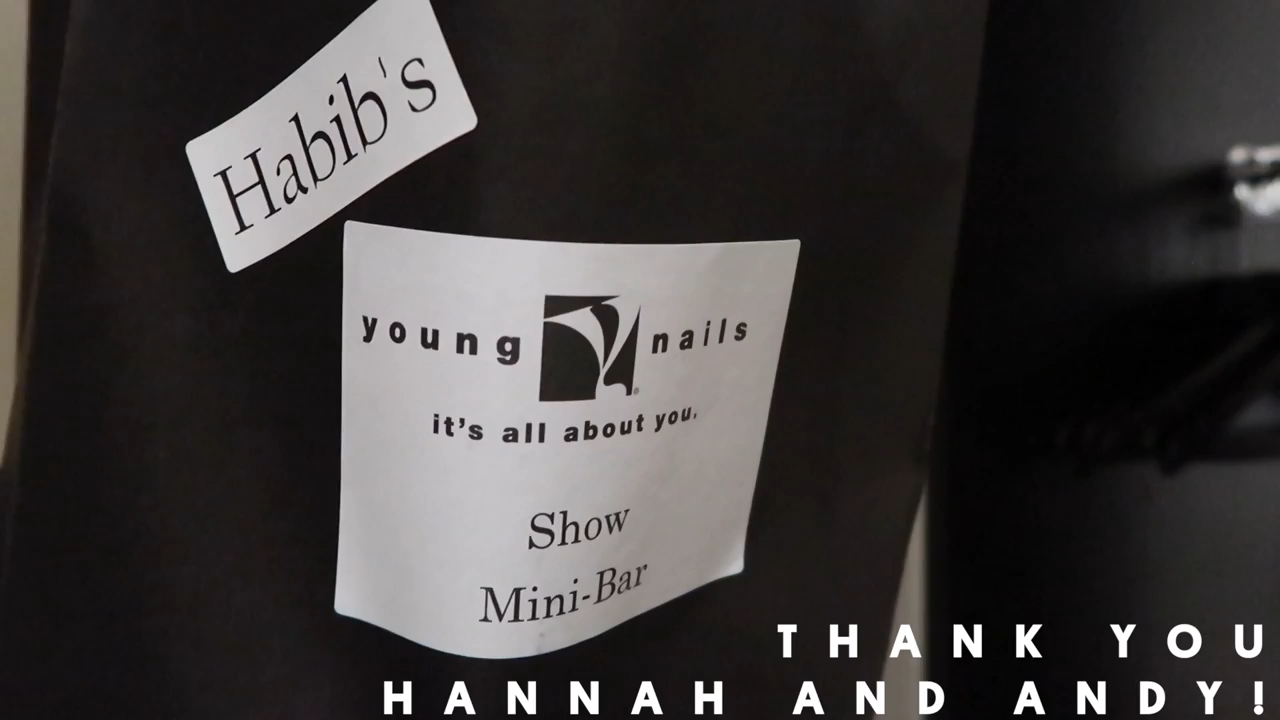 Habib's
young nails
it's all about you.
Show
Mini-Bar
THANK YOU
HANNAH AND ANDY!